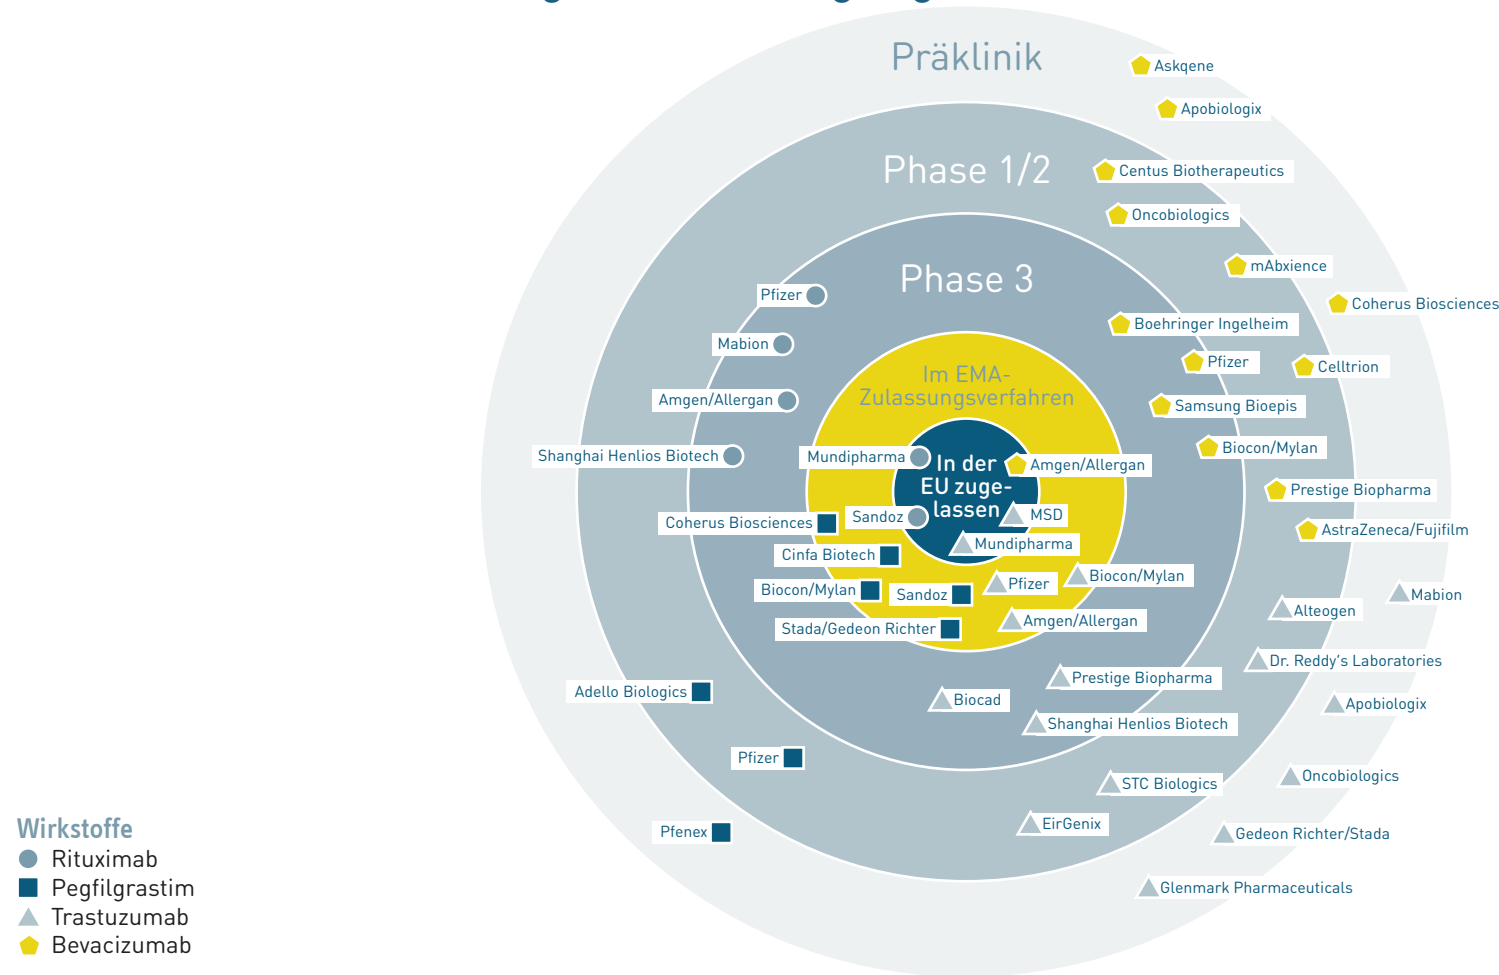 Präklinik
Askqene
Apobiologix
Phase 1/2
Centus Biotherapeutics
Oncobiologics
mAbxience
Phase 3
Pfizer
Coherus Biosciences
Boehringer Ingelheim
Mabion
Pfizer
Celltrion
Im EMA-
Zulassungsverfahren
Amgen/Allergan
Samsung Bioepis
Biocon/Mylan
Shanghai Henlios Biotech
Mundipharma
In der
EU zuge-
lassen
Amgen/Allergan
Prestige Biopharma
Sandoz
MSD
Coherus Biosciences
AstraZeneca/Fujifilm
Mundipharma
Cinfa Biotech
Biocon/Mylan
Pfizer
Biocon/Mylan
Sandoz
Mabion
Alteogen
Amgen/Allergan
Stada/Gedeon Richter
Dr. Reddy's Laboratories
Prestige Biopharma
Adello Biologics
Biocad
Apobiologix
Shanghai Henlios Biotech
Pfizer
Oncobiologics
STC Biologics
EirGenix
Pfenex
Gedeon Richter/Stada
Glenmark Pharmaceuticals
Wirkstoffe
Rituximab
Pegfilgrastim
Trastuzumab
Bevacizumab